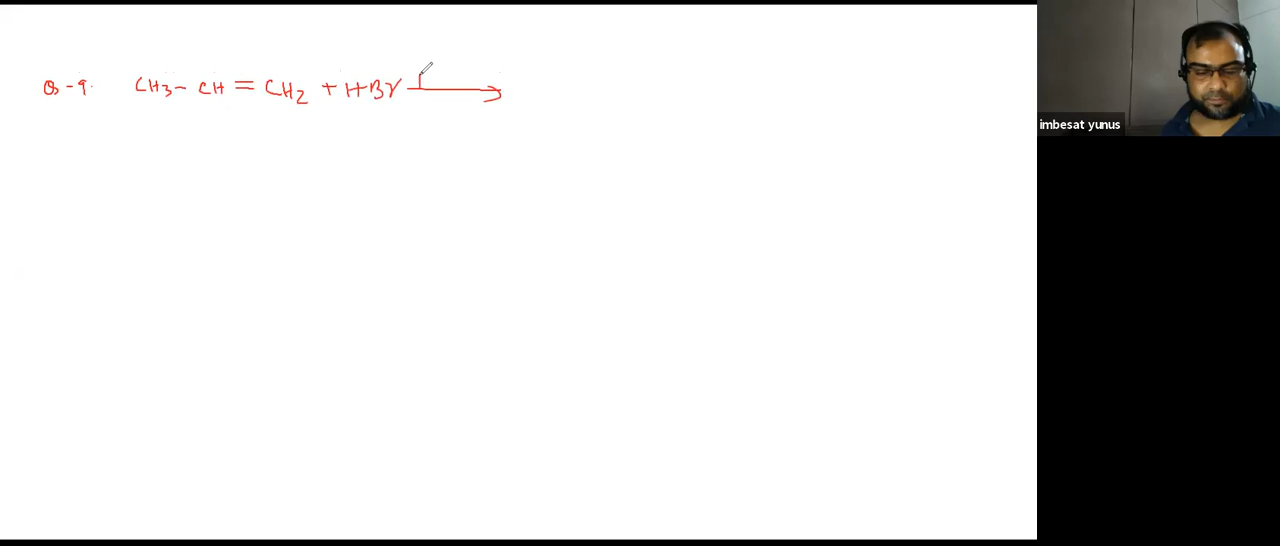 Q-9. CH3- CH = CH2 + HBr →
imbesat yunus